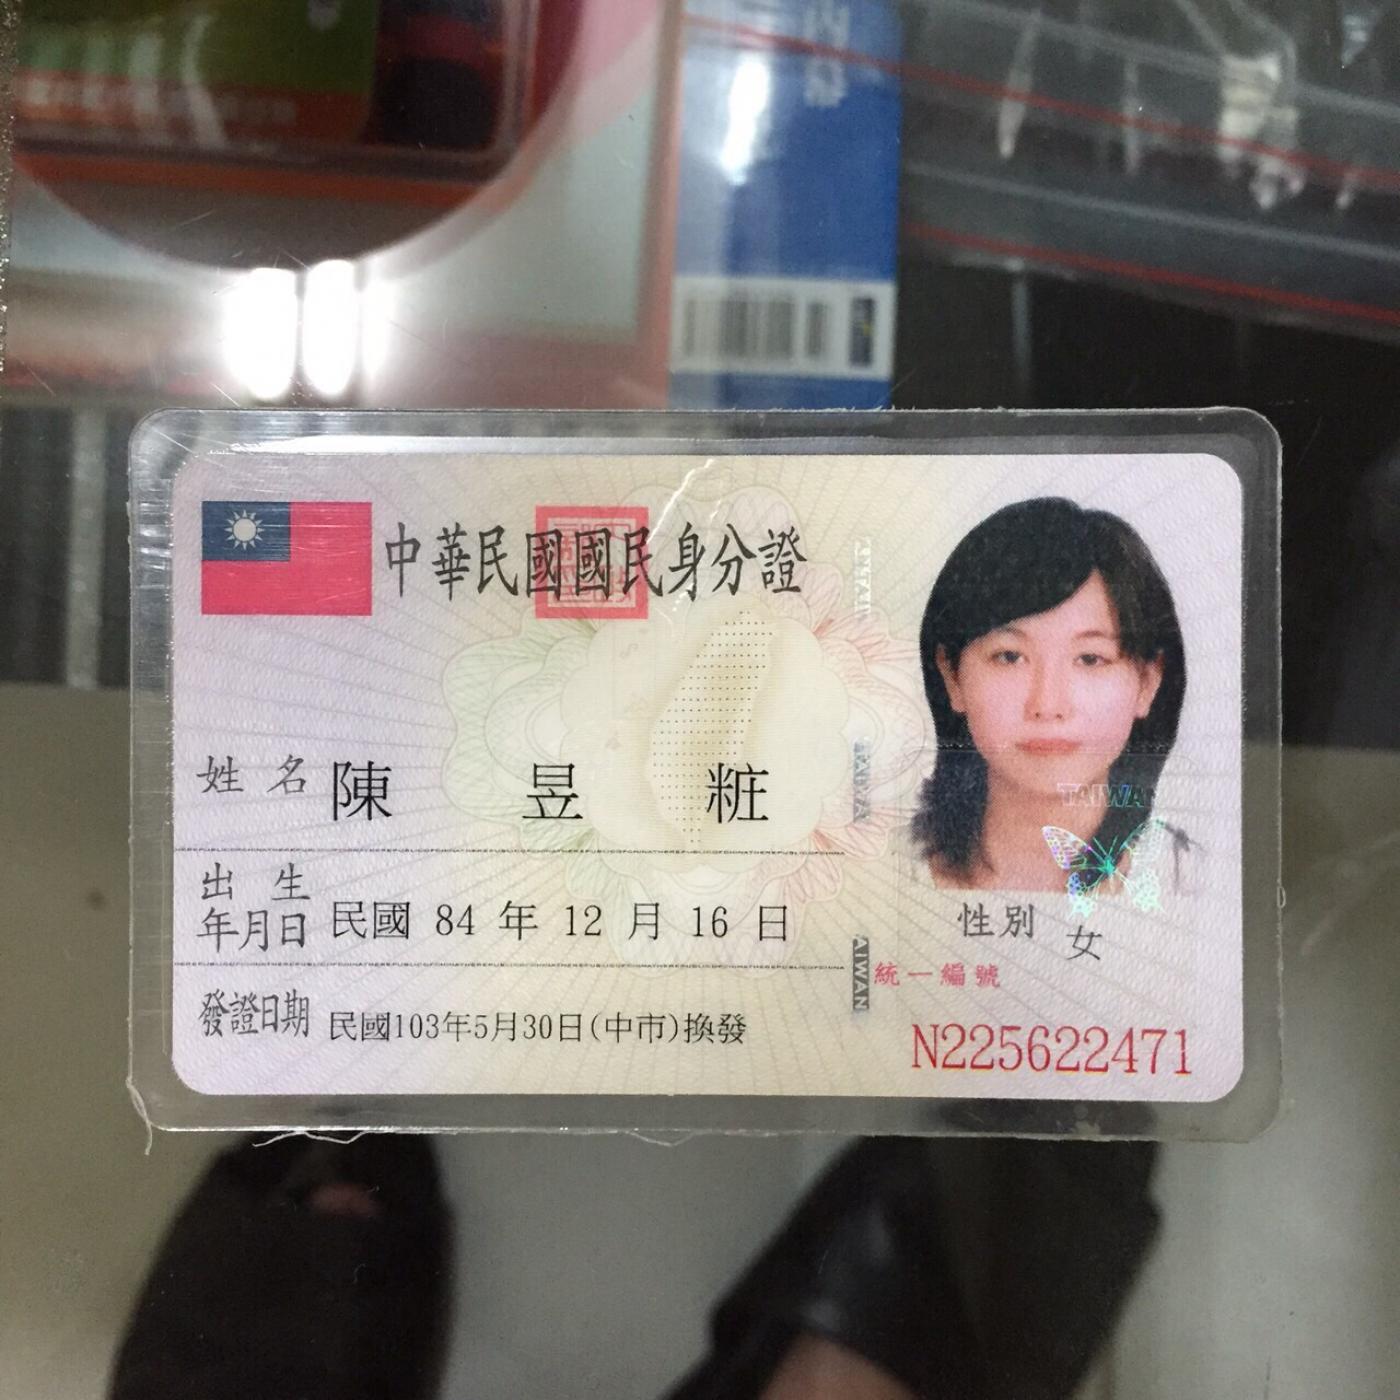 中華民國國民身分證
姓名 陳昱粧
出生年月日 民國 84 年 12 月 16 日
性別 女
發證日期 民國103年5月30日(中市)換發
統一編號
N225622471
TAIWAN
TAIWAN